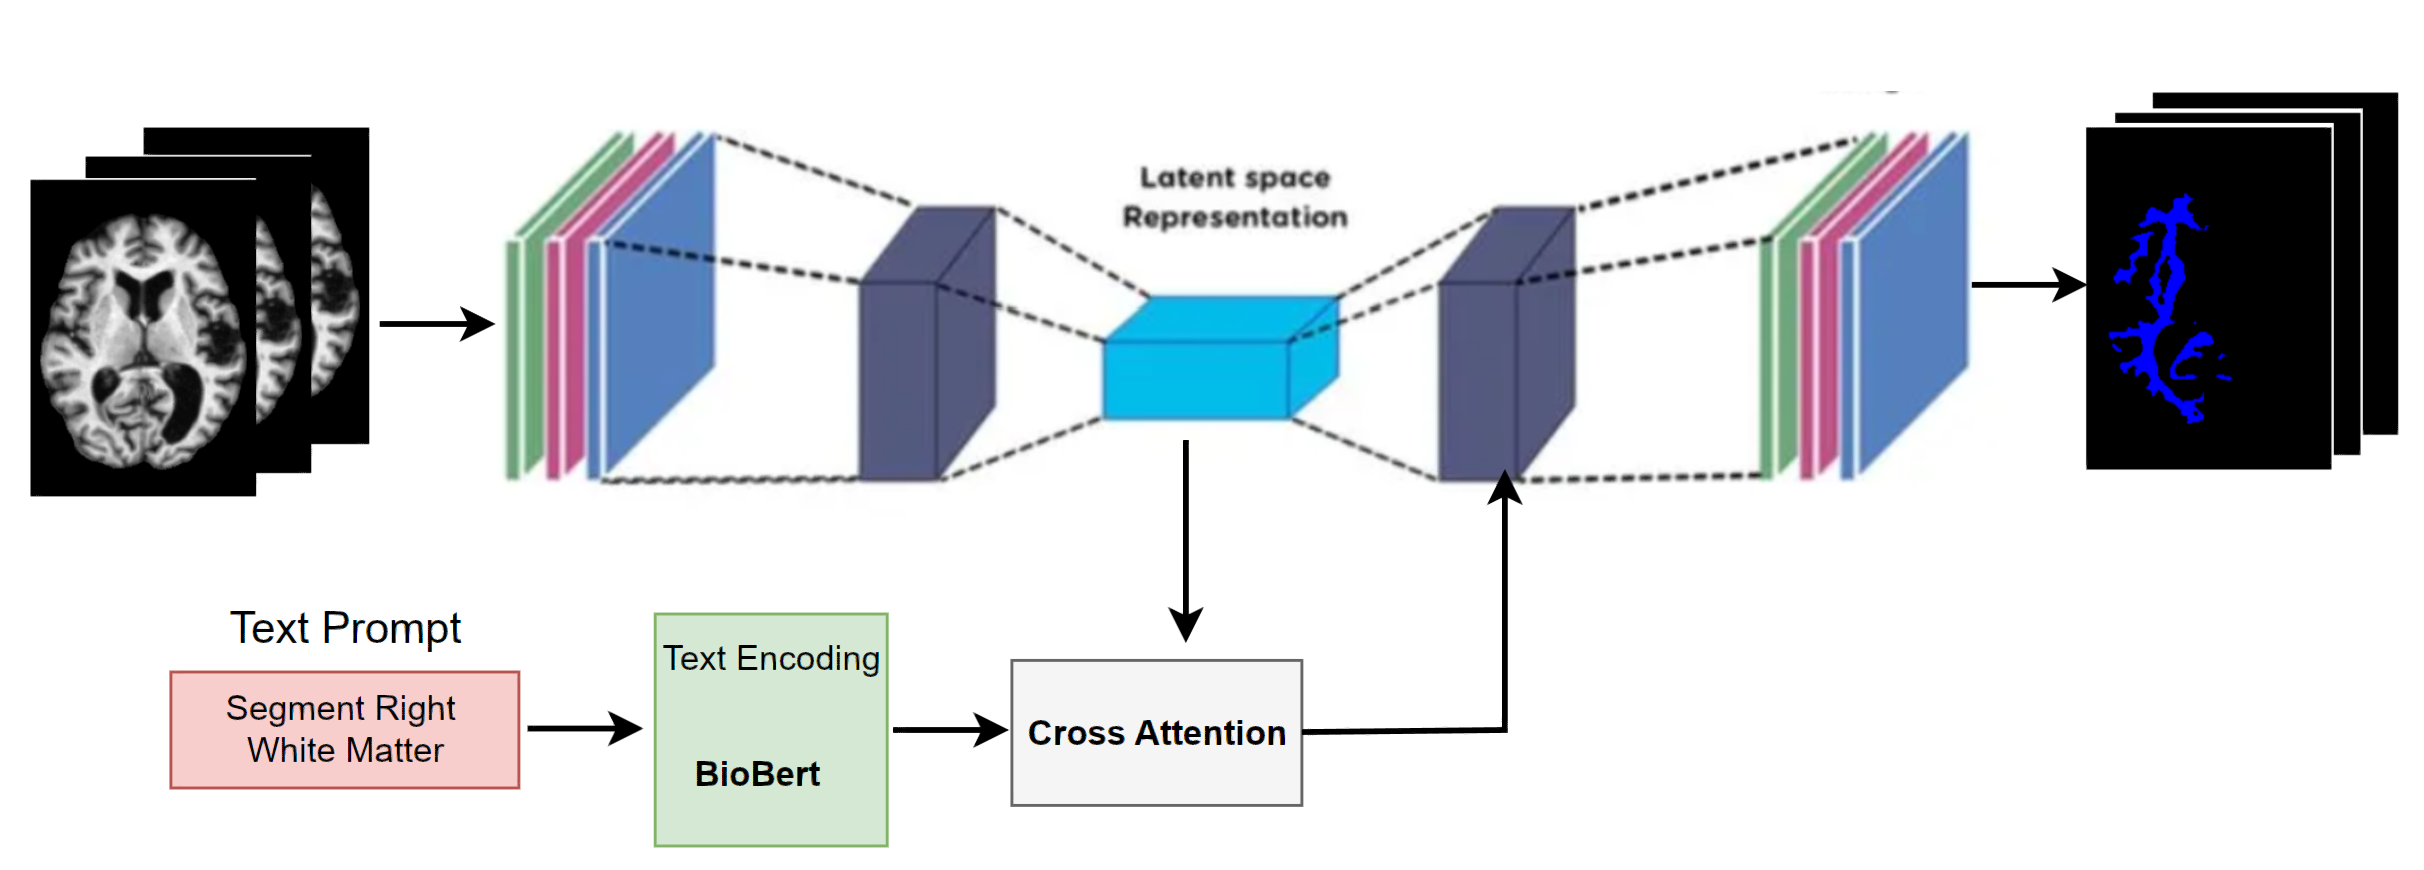 Latent space
Representation
Text Prompt
Segment Right
White Matter
Text Encoding
BioBert
Cross Attention